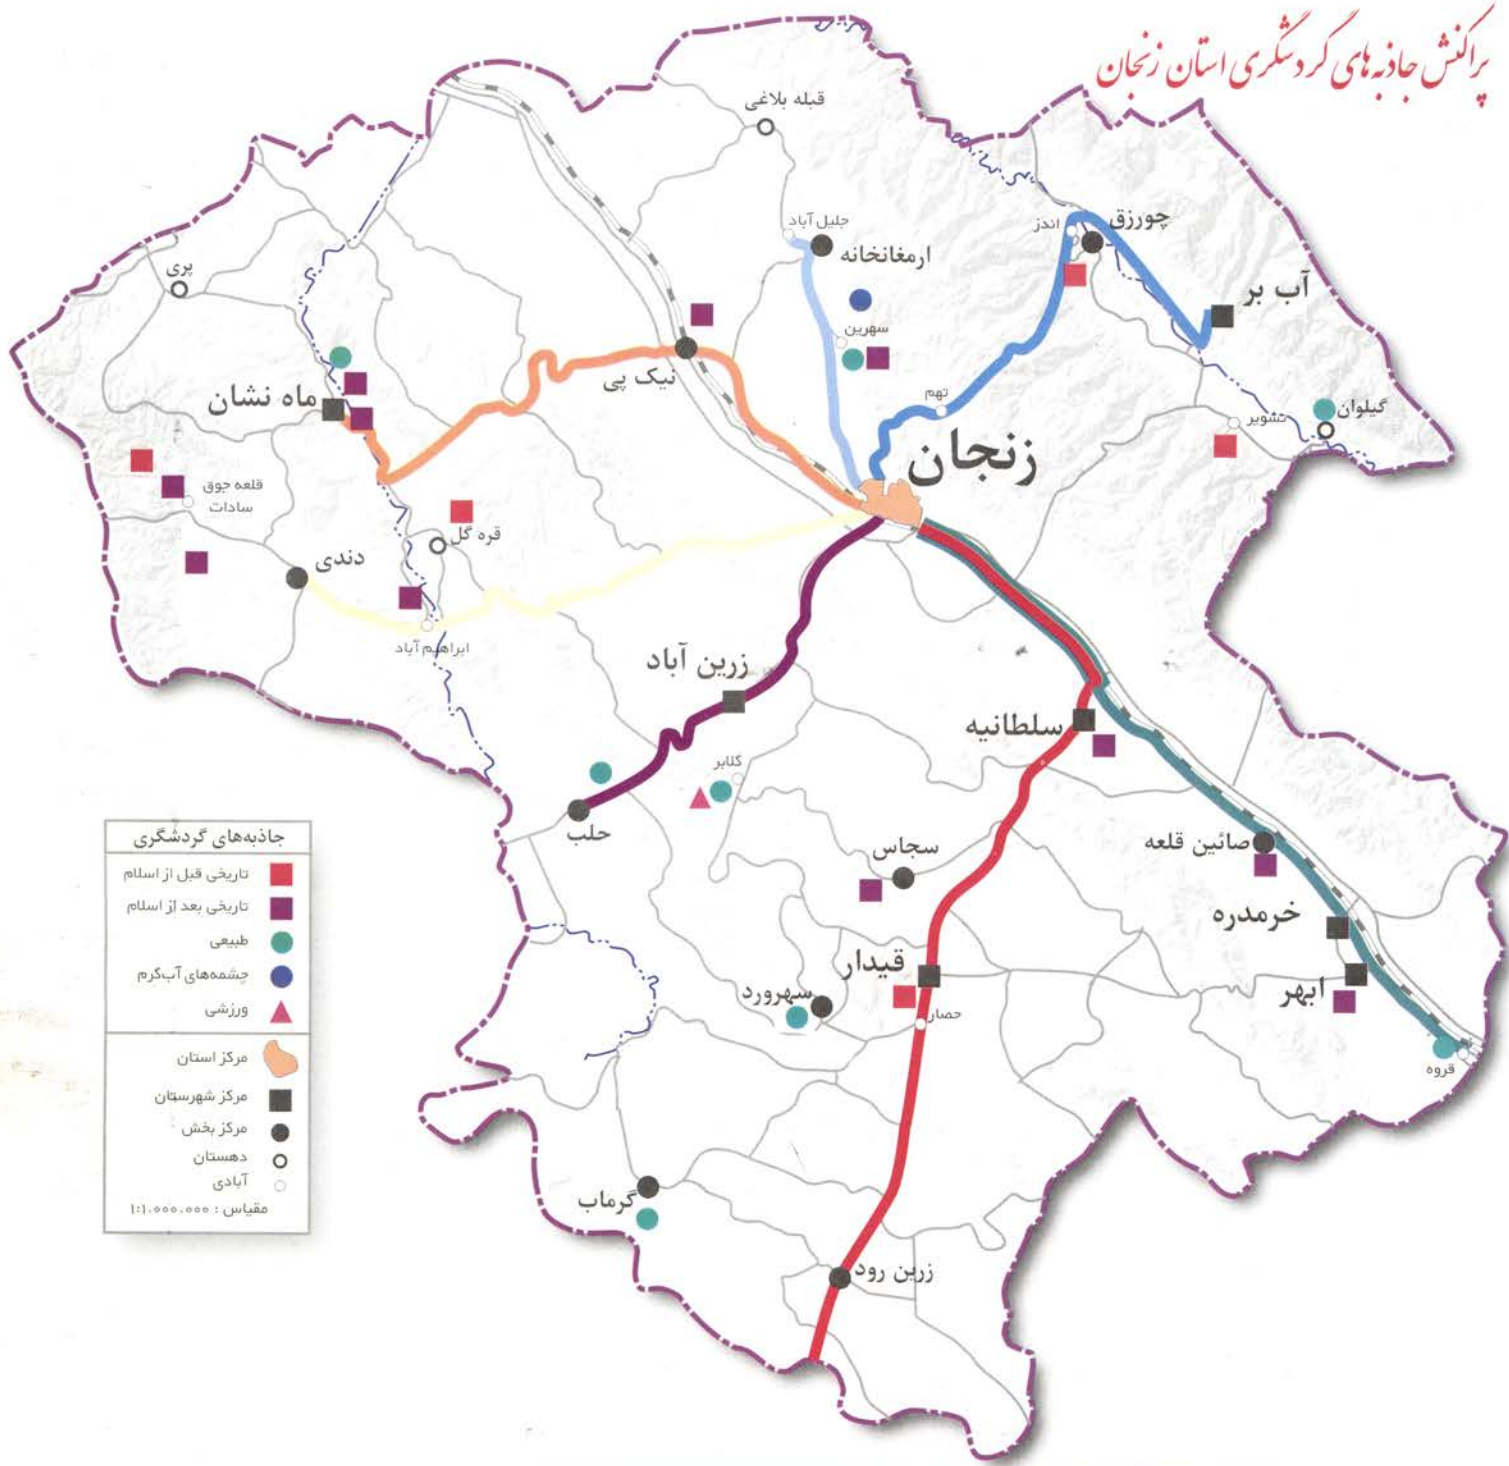 پراکنش جاذبه‌های گردشگری استان زنجان
قبله بلاغی
جلیل آباد
ارمغانخانه
چورزق
اندز
آب بر
پری
سهرین
نیک پی
ماه نشان
تهم
گیلوان
تشویر
زنجان
قلعه جوق
سادات
قره گل
دندی
ابراهیم آباد
زرین آباد
سلطانیه
کلابر
حلب
سجاس
صائین قلعه
خرمدره
قیدار
ابهر
سهرورد
حصار
قروه
گرماب
زرین رود
جاذبه‌های گردشگری
تاریخی قبل از اسلام
تاریخی بعد از اسلام
طبیعی
چشمه‌های آب‌گرم
ورزشی
مرکز استان
مرکز شهرستان
مرکز بخش
دهستان
آبادی
مقیاس : ۱:۱.۰۰۰.۰۰۰